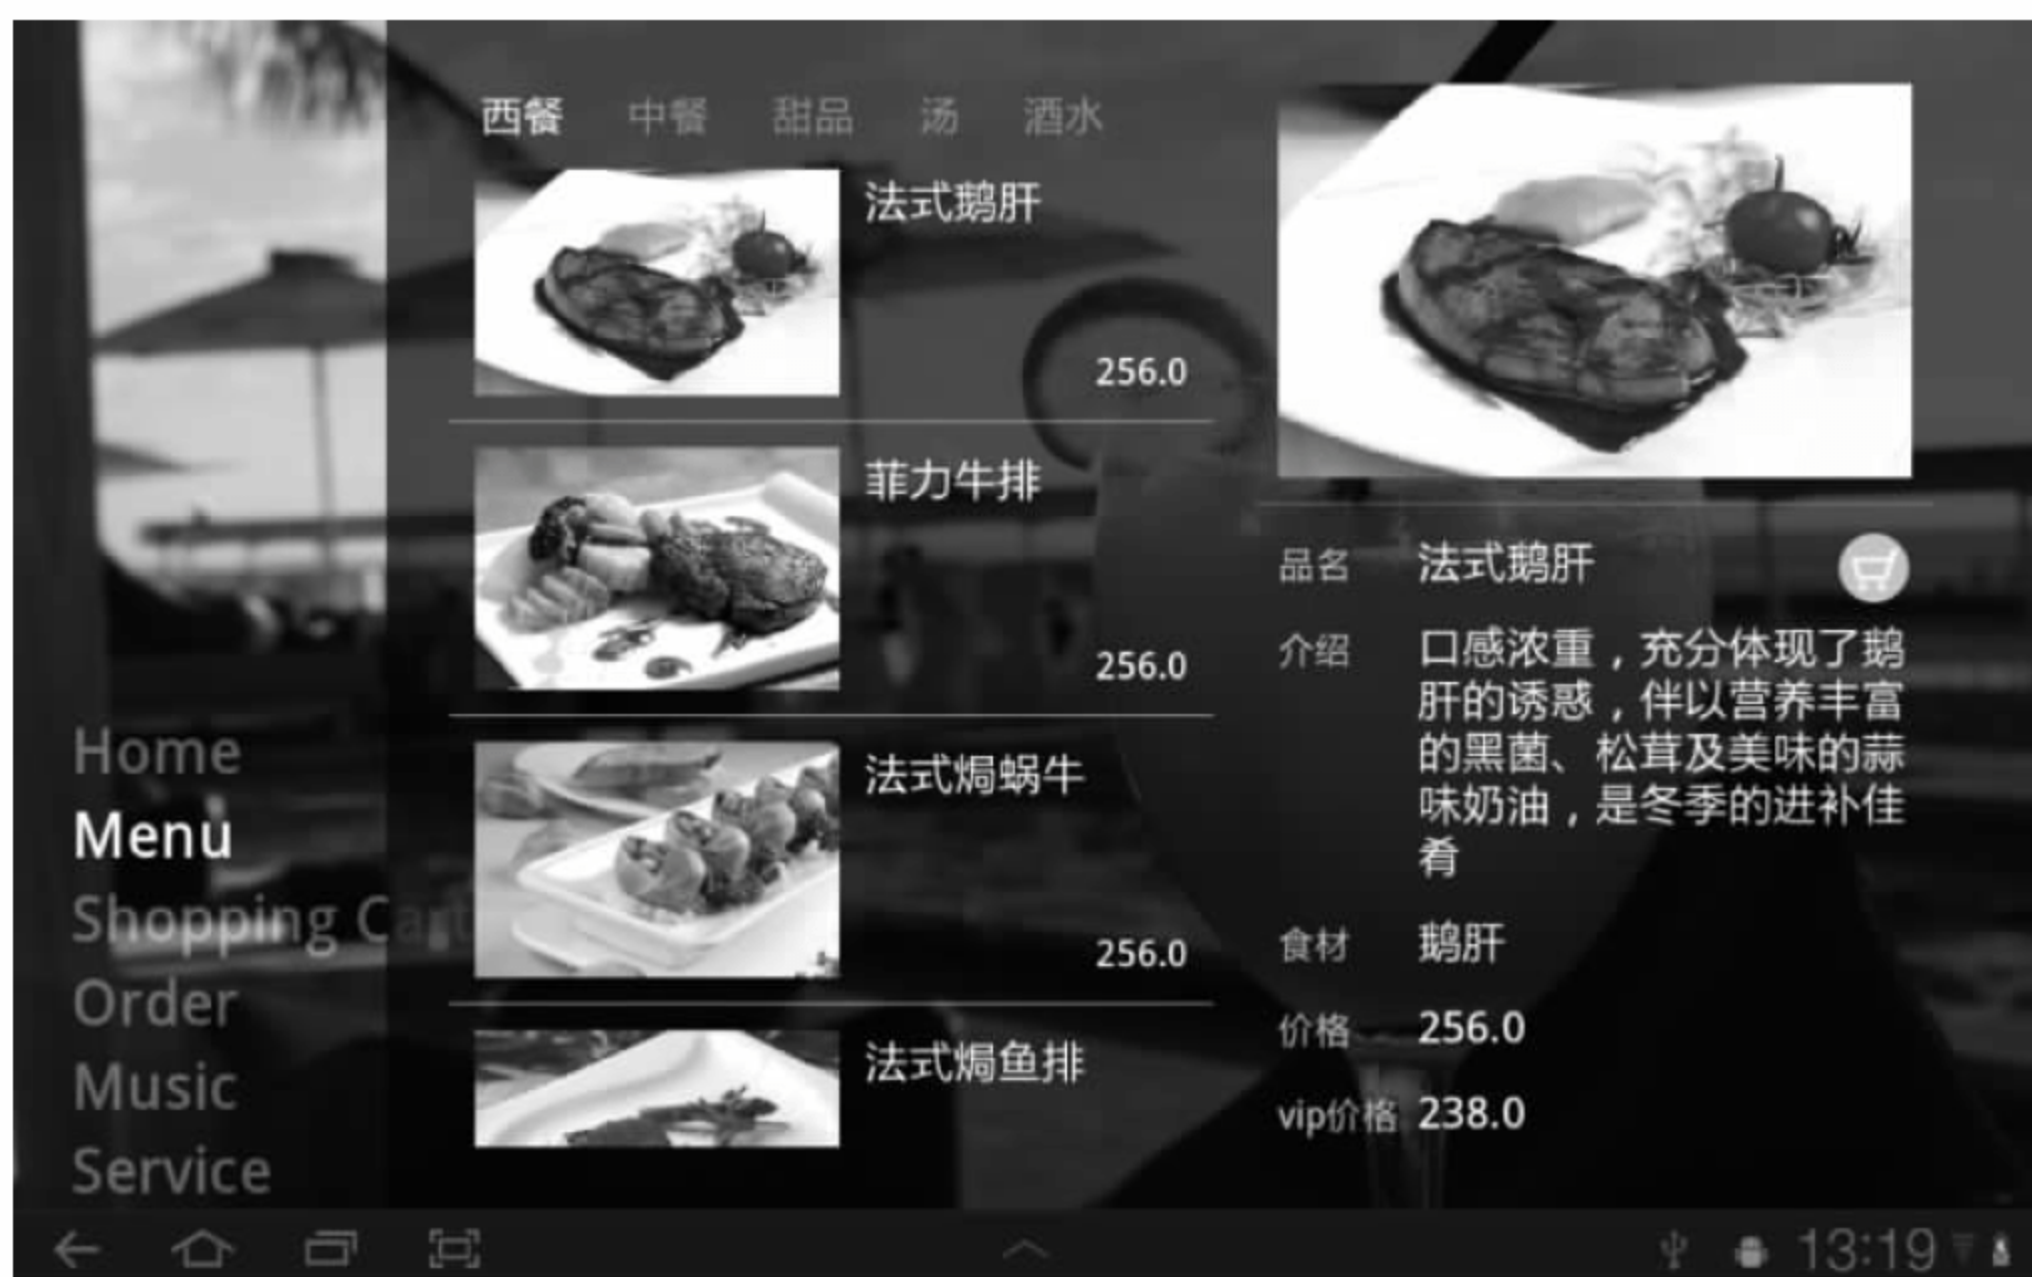 西餐 中餐 甜品 汤 酒水
法式鹅肝
256.0
菲力牛排
256.0
法式焗蜗牛
256.0
法式焗鱼排
品名 法式鹅肝
介绍 口感浓重，充分体现了鹅
肝的诱惑，伴以营养丰富
的黑菌、松茸及美味的蒜
味奶油，是冬季的进补佳
肴
食材 鹅肝
价格 256.0
vip价格 238.0
Home
Menu
Shopping Cart
Order
Music
Service
13:19